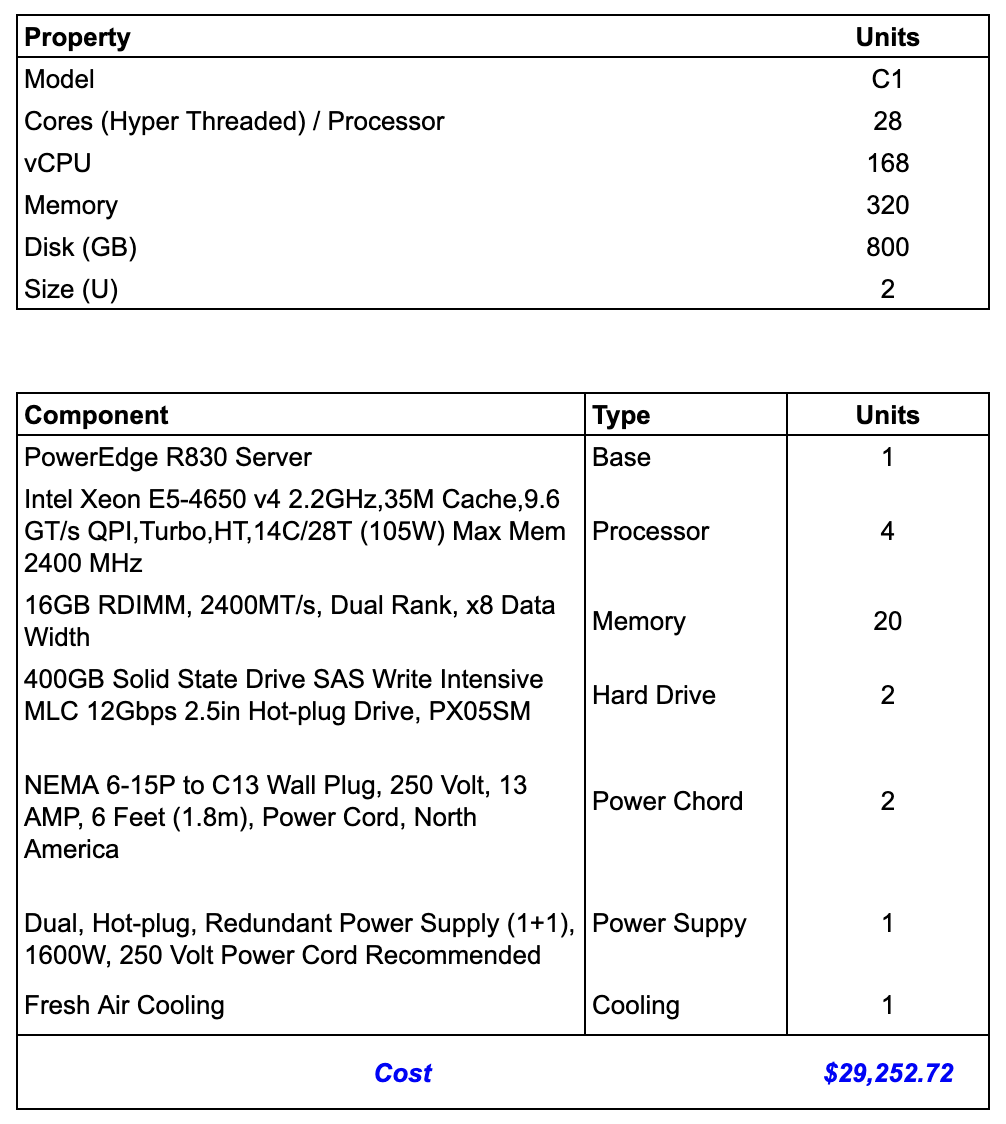 Property Units
Model C1
Cores (Hyper Threaded) / Processor 28
vCPU 168
Memory 320
Disk (GB) 800
Size (U) 2
Component Type Units
PowerEdge R830 Server Base 1
Intel Xeon E5-4650 v4 2.2GHz,35M Cache,9.6
GT/s QPI,Turbo,HT,14C/28T (105W) Max Mem Processor 4
2400 MHz
16GB RDIMM, 2400MT/s, Dual Rank, x8 Data
Width Memory 20
400GB Solid State Drive SAS Write Intensive
MLC 12Gbps 2.5in Hot-plug Drive, PX05SM Hard Drive 2
NEMA 6-15P to C13 Wall Plug, 250 Volt, 13
AMP, 6 Feet (1.8m), Power Cord, North Power Chord 2
America
Dual, Hot-plug, Redundant Power Supply (1+1), Power Suppy 1
1600W, 250 Volt Power Cord Recommended
Fresh Air Cooling Cooling 1
Cost $29,252.72